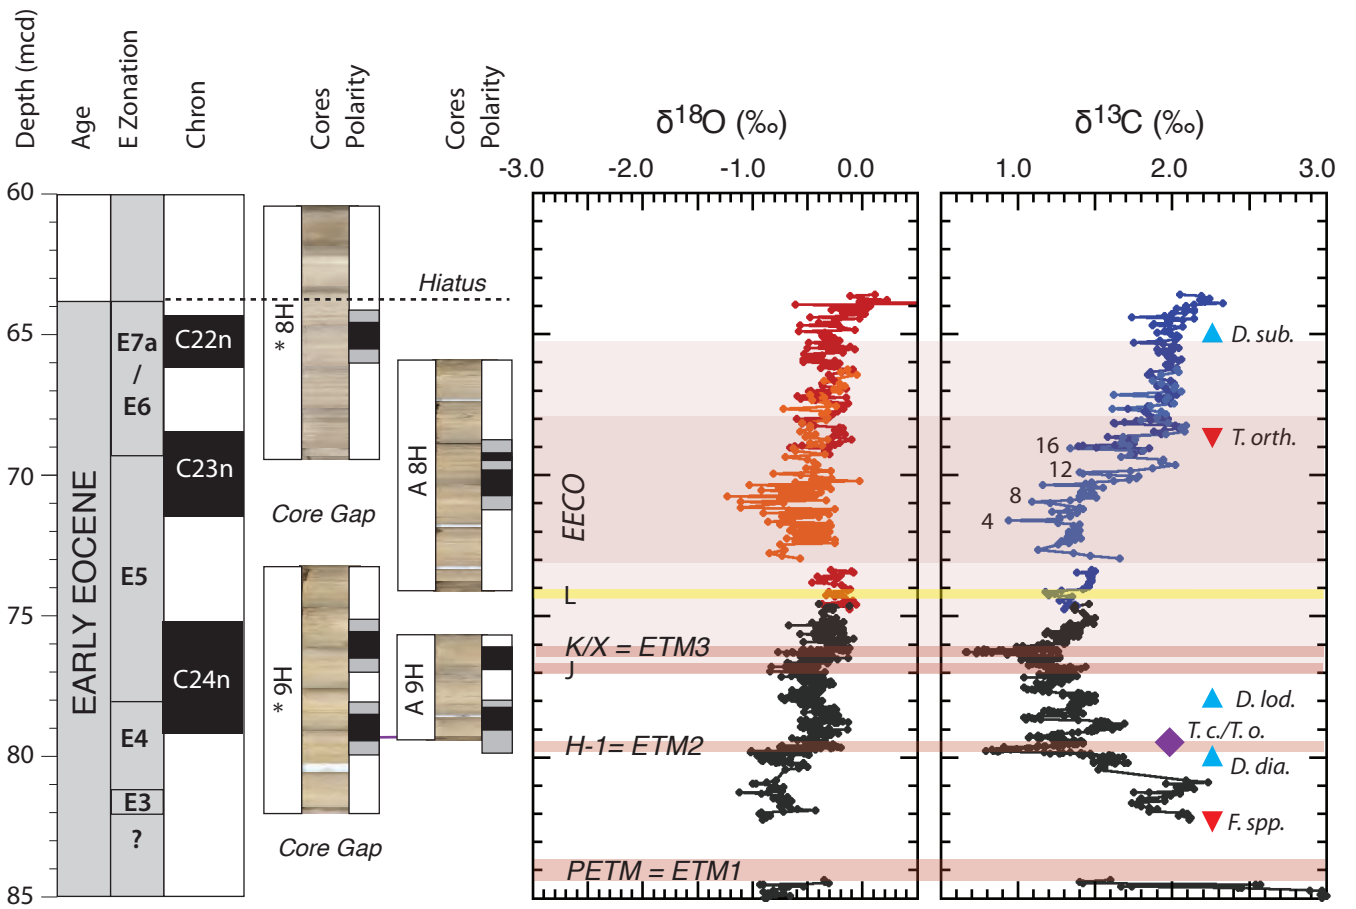 Depth (mcd)
Age
E Zonation
Chron
Cores
Polarity
Cores
Polarity
δ18O (‰)
δ13C (‰)
-3.0 -2.0 -1.0 0.0
1.0 2.0 3.0
60
65
70
75
80
85
EARLY EOCENE
E7a
/
E6
E5
E4
E3
?
C22n
C23n
C24n
* 8H
Core Gap
* 9H
Core Gap
Hiatus
A 8H
A 9H
EECO
L
K/X = ETM3
J
H-1= ETM2
PETM = ETM1
16
12
8
4
D. sub.
T. orth.
D. lod.
T. c./T. o.
D. dia.
F. spp.